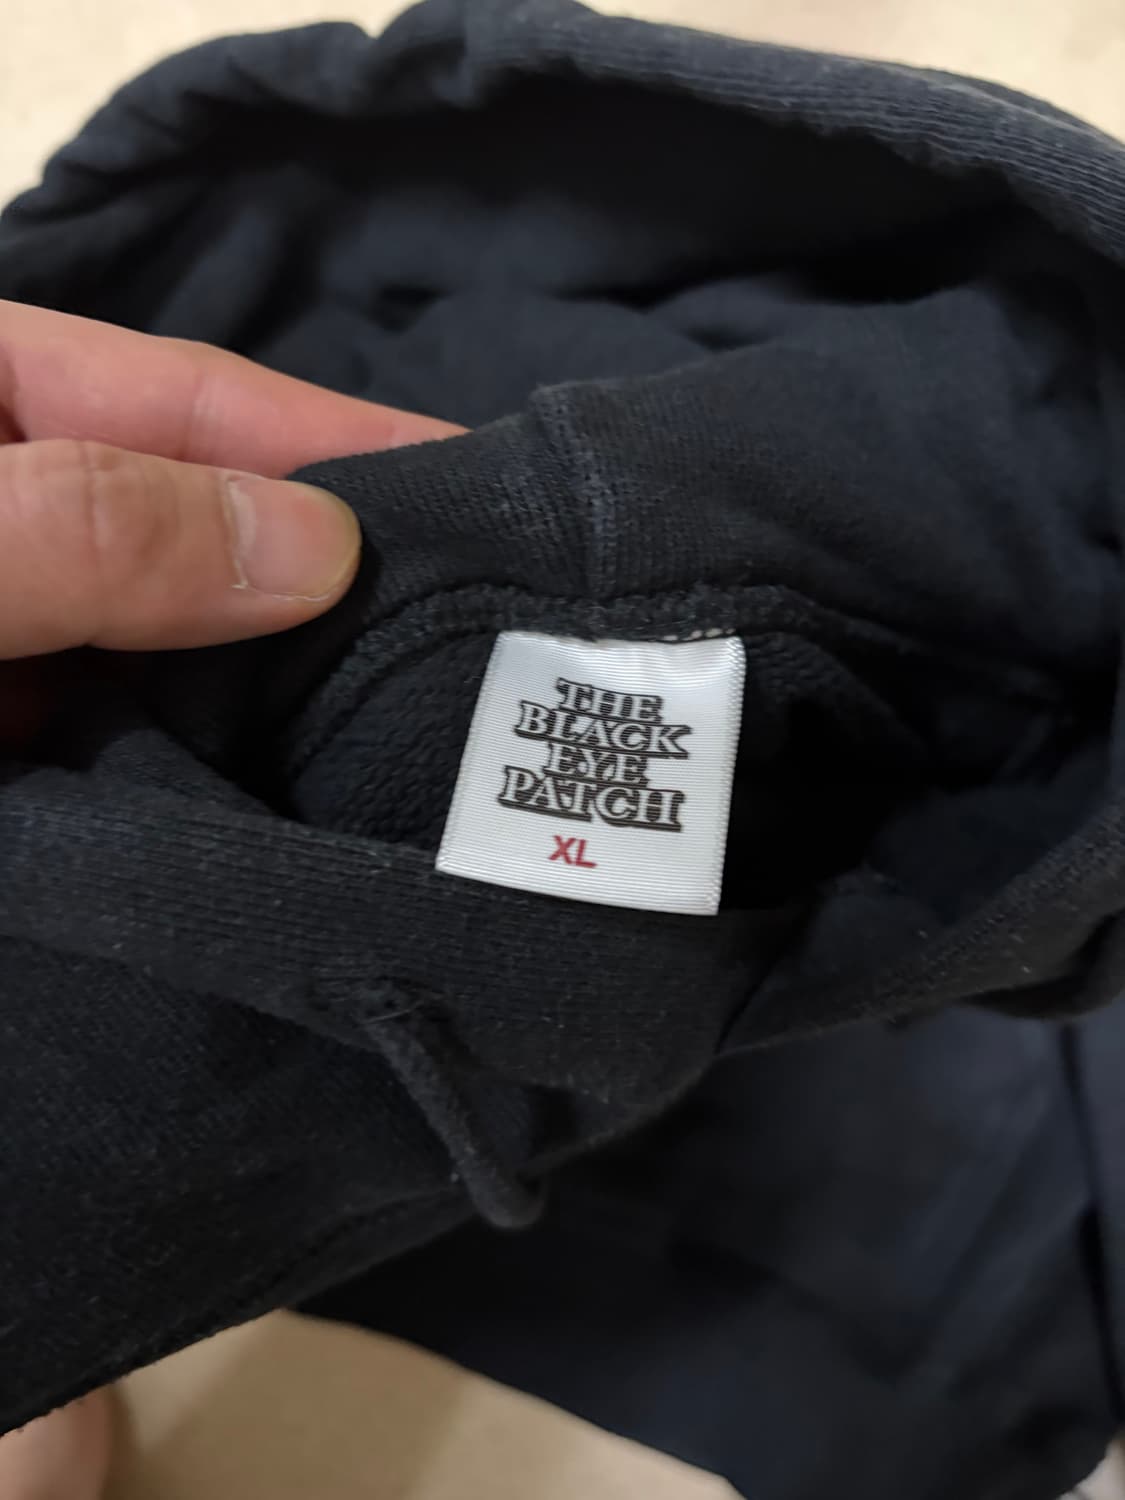 THE
BLACK
EYE
PATCH
XL